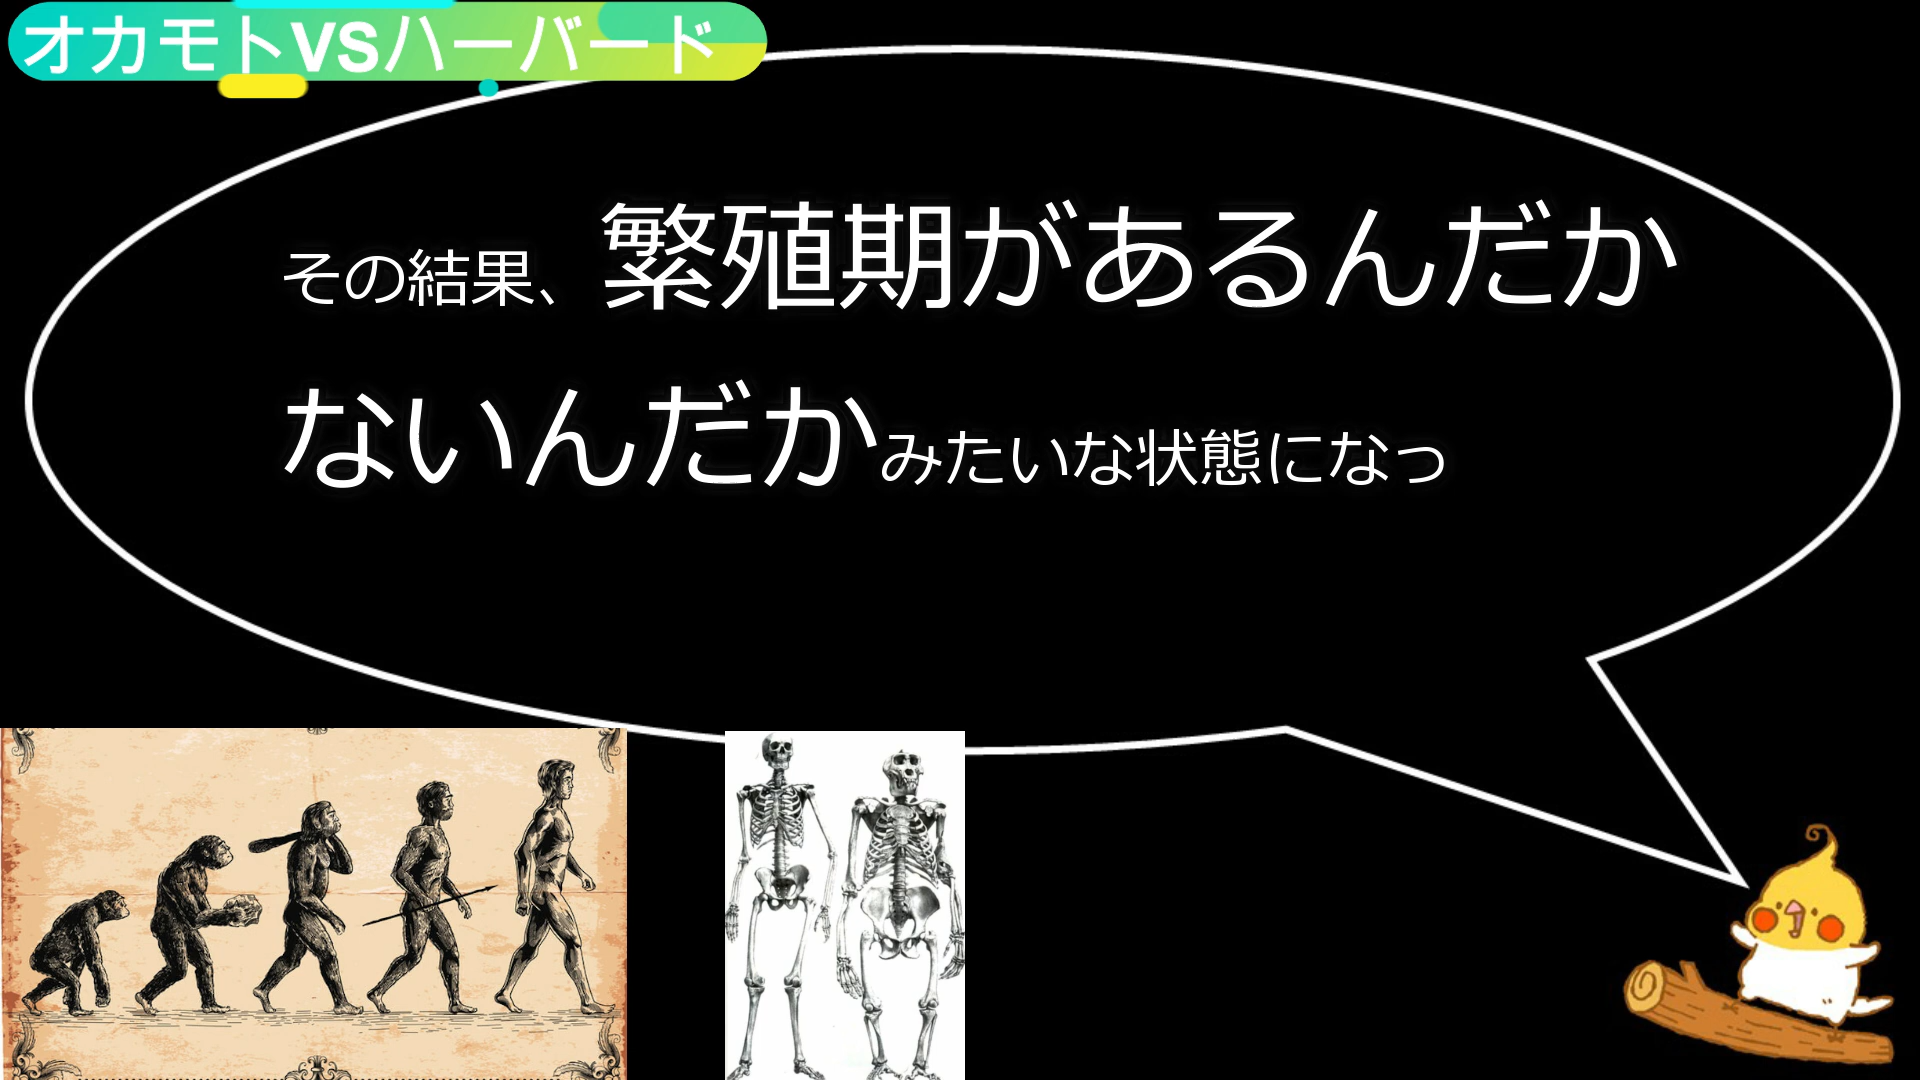 オカモトVSハーバード
その結果、繁殖期があるんだか
ないんだかみたいな状態になっ